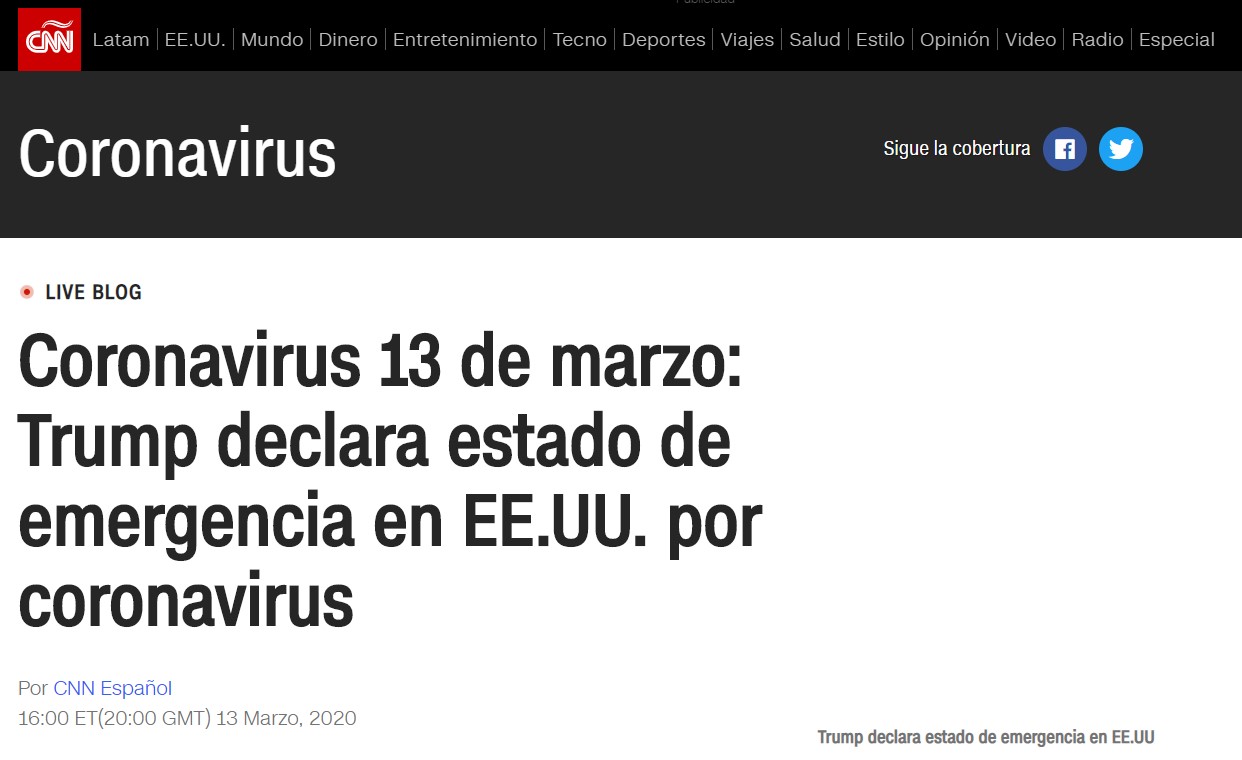 Publicidad
CNN Latam EE.UU. Mundo Dinero Entretenimiento Tecno Deportes Viajes Salud Estilo Opinión Video Radio Especial
Coronavirus
Sigue la cobertura
LIVE BLOG
Coronavirus 13 de marzo:
Trump declara estado de
emergencia en EE.UU. por
coronavirus
Por CNN Español
16:00 ET(20:00 GMT) 13 Marzo, 2020
Trump declara estado de emergencia en EE.UU